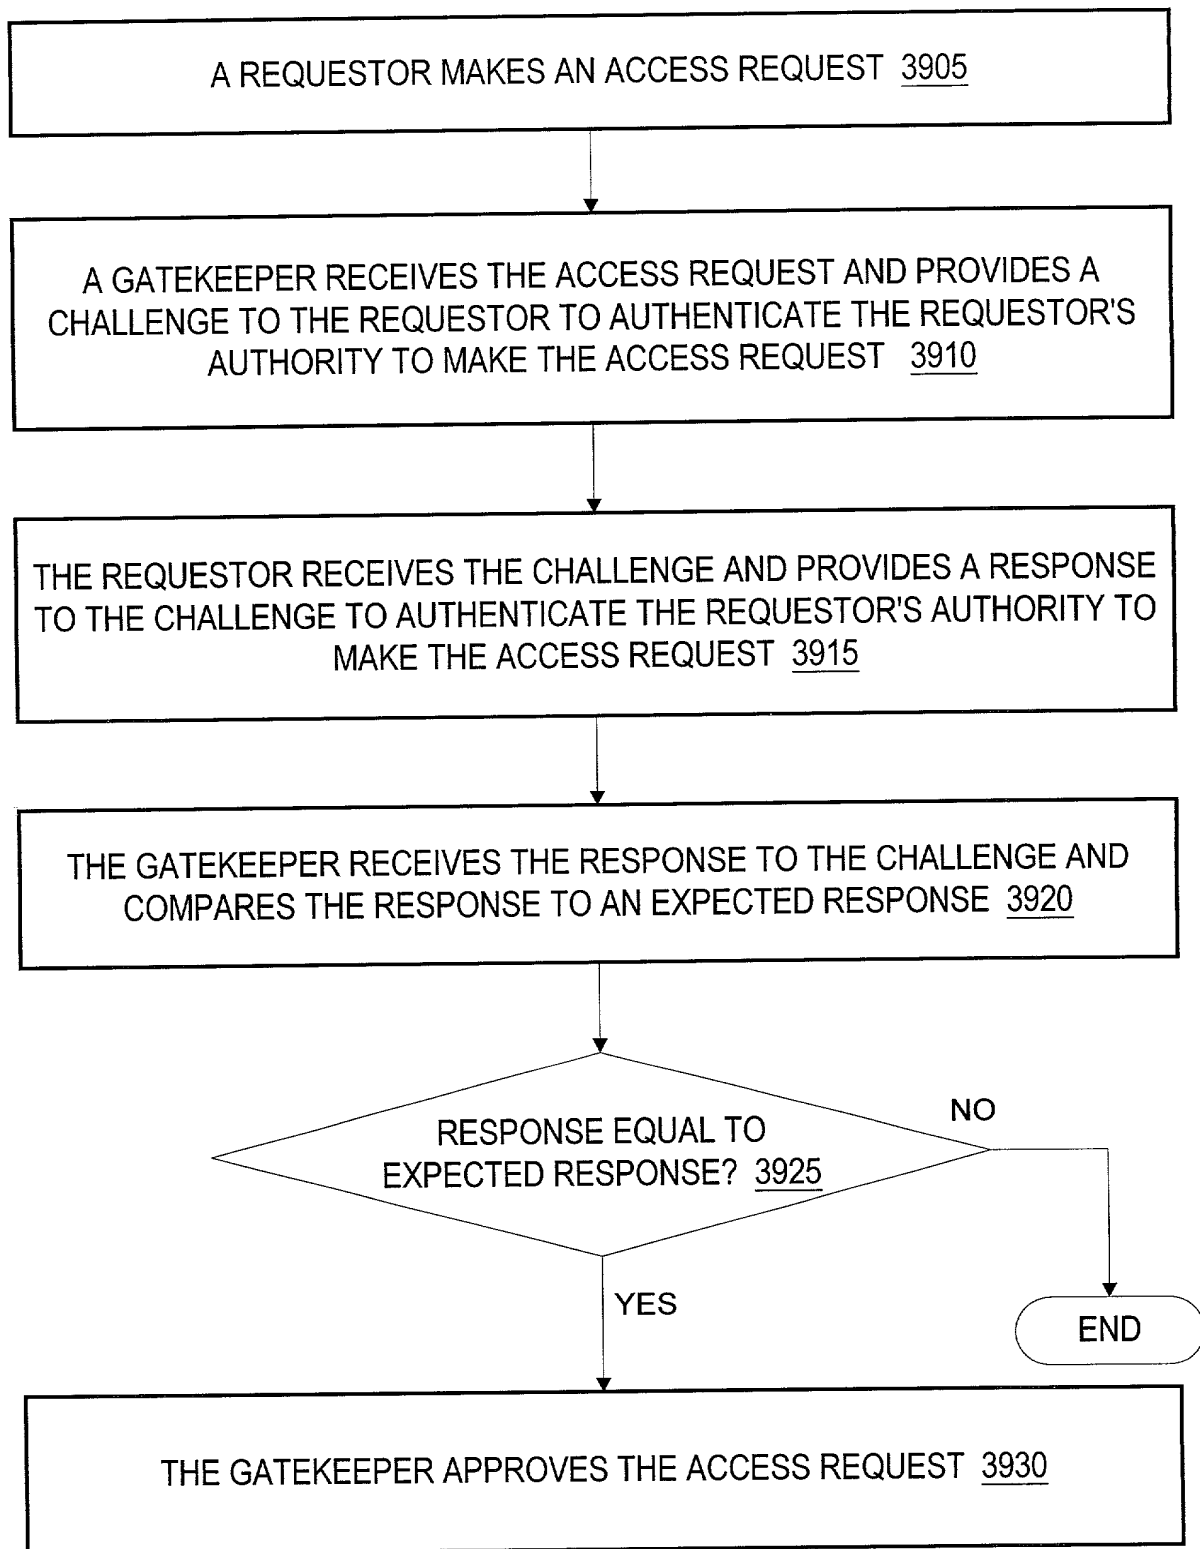 A REQUESTOR MAKES AN ACCESS REQUEST 3905
A GATEKEEPER RECEIVES THE ACCESS REQUEST AND PROVIDES A
CHALLENGE TO THE REQUESTOR TO AUTHENTICATE THE REQUESTOR'S
AUTHORITY TO MAKE THE ACCESS REQUEST 3910
THE REQUESTOR RECEIVES THE CHALLENGE AND PROVIDES A RESPONSE
TO THE CHALLENGE TO AUTHENTICATE THE REQUESTOR'S AUTHORITY TO
MAKE THE ACCESS REQUEST 3915
THE GATEKEEPER RECEIVES THE RESPONSE TO THE CHALLENGE AND
COMPARES THE RESPONSE TO AN EXPECTED RESPONSE 3920
RESPONSE EQUAL TO
EXPECTED RESPONSE? 3925
NO
YES
END
THE GATEKEEPER APPROVES THE ACCESS REQUEST 3930